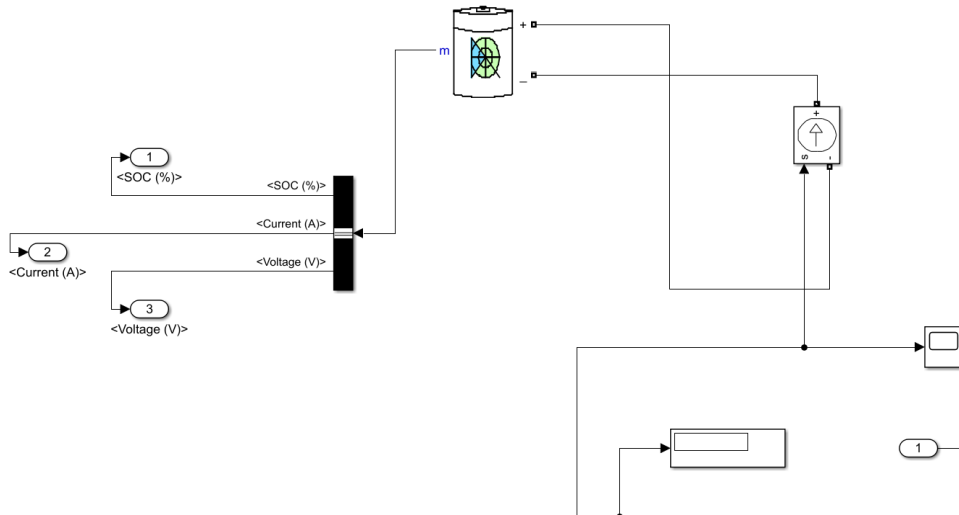 +
m
_
+
s
-
1
<SOC (%)>
<SOC (%)>
<Current (A)>
2
<Current (A)>
<Voltage (V)>
3
<Voltage (V)>
1